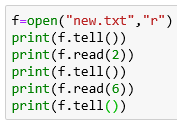 f=open("new.txt","r")
print(f.tell())
print(f.read(2))
print(f.tell())
print(f.read(6))
print(f.tell())